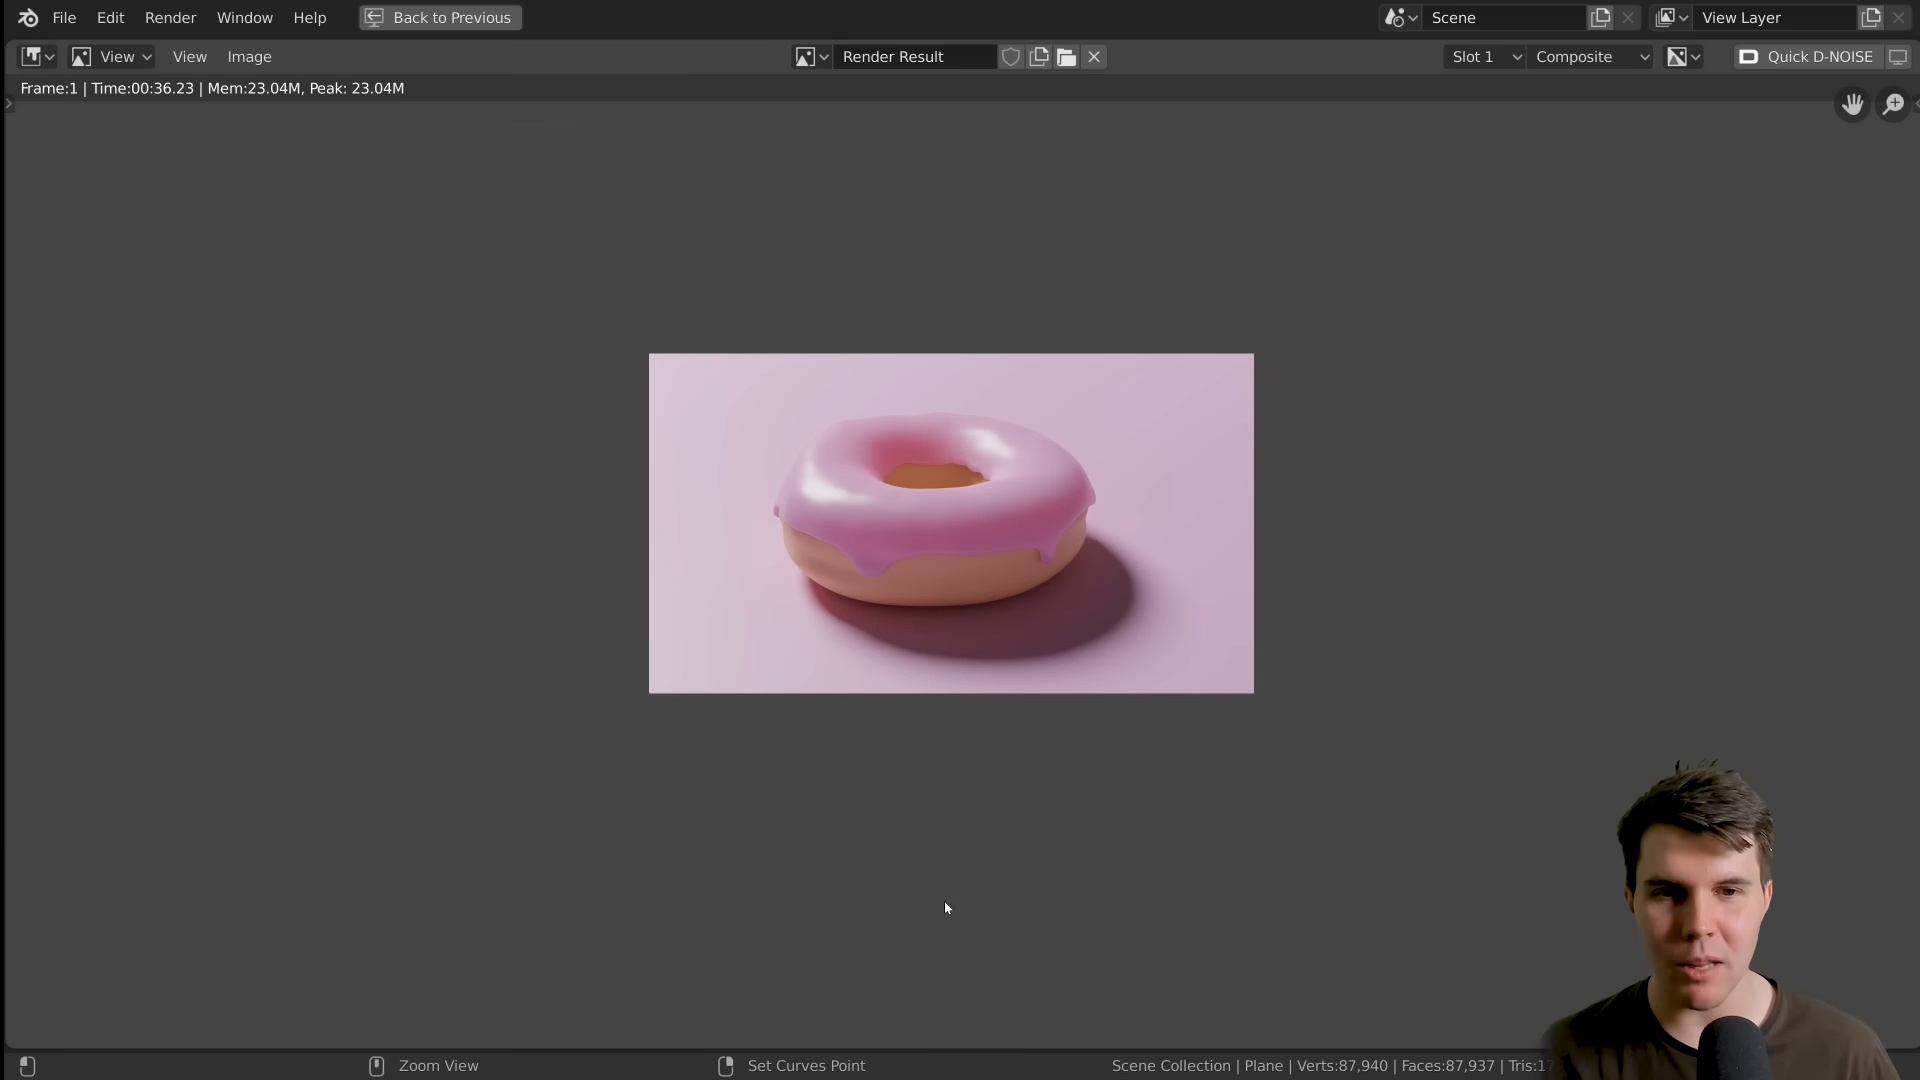 File Edit Render Window Help Back to Previous Scene View Layer
View View Image Render Result Slot 1 Composite Quick D-NOISE
Frame:1 | Time:00:36.23 | Mem:23.04M, Peak: 23.04M
Zoom View Set Curves Point Scene Collection | Plane | Verts:87,940 | Faces:87,937 | Tris:17